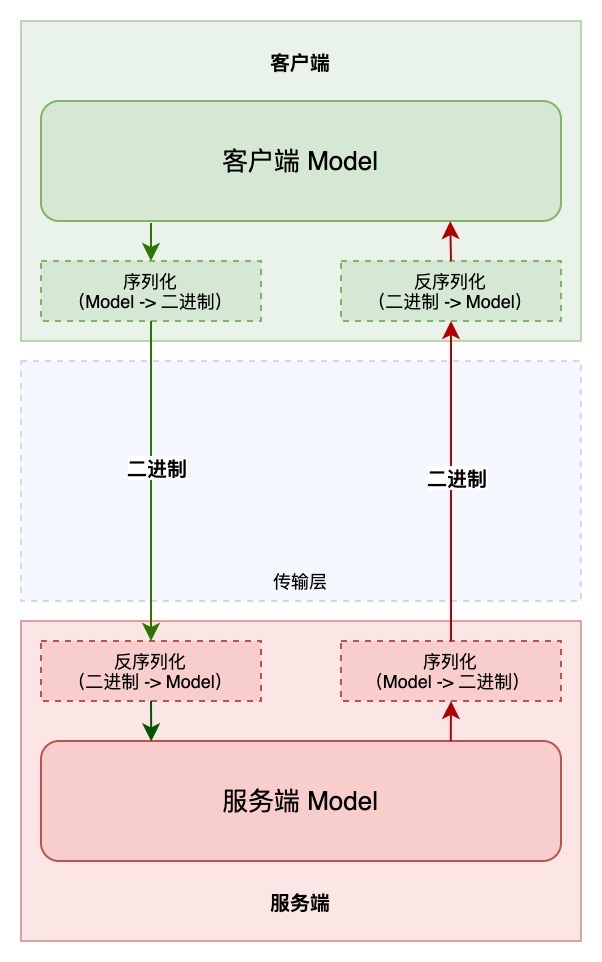 客户端
客户端 Model
序列化
（Model -> 二进制）
反序列化
（二进制 -> Model）
二进制
二进制
传输层
反序列化
（二进制 -> Model）
序列化
（Model -> 二进制）
服务端 Model
服务端